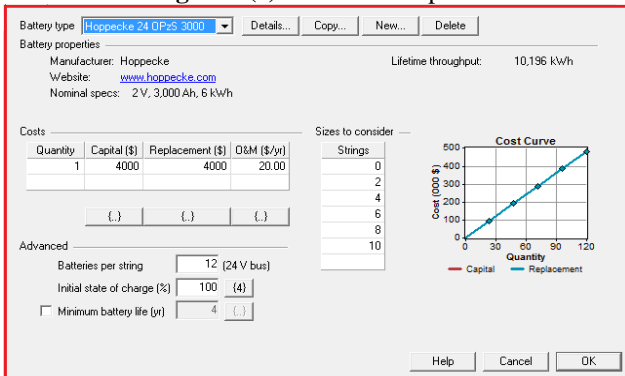 Battery type Hoppecke 24 OPzS 3000 Details... Copy... New... Delete
Battery properties
Manufacturer: Hoppecke Lifetime throughput: 10,196 kWh
Website: www.hoppecke.com
Nominal specs: 2 V, 3,000 Ah, 6 kWh
Costs
Quantity Capital ($) Replacement ($) O&M ($/yr)
1 4000 4000 20.00
{..} {..} {..}
Sizes to consider
Strings
0
2
4
6
8
10
Cost Curve
Cost (000 $)
500
400
300
200
100
0
0 30 60 90 120
Quantity
Capital Replacement
Advanced
Batteries per string 12 (24 V bus)
Initial state of charge (%) 100 {4}
Minimum battery life (yr) 4 {..}
Help Cancel OK